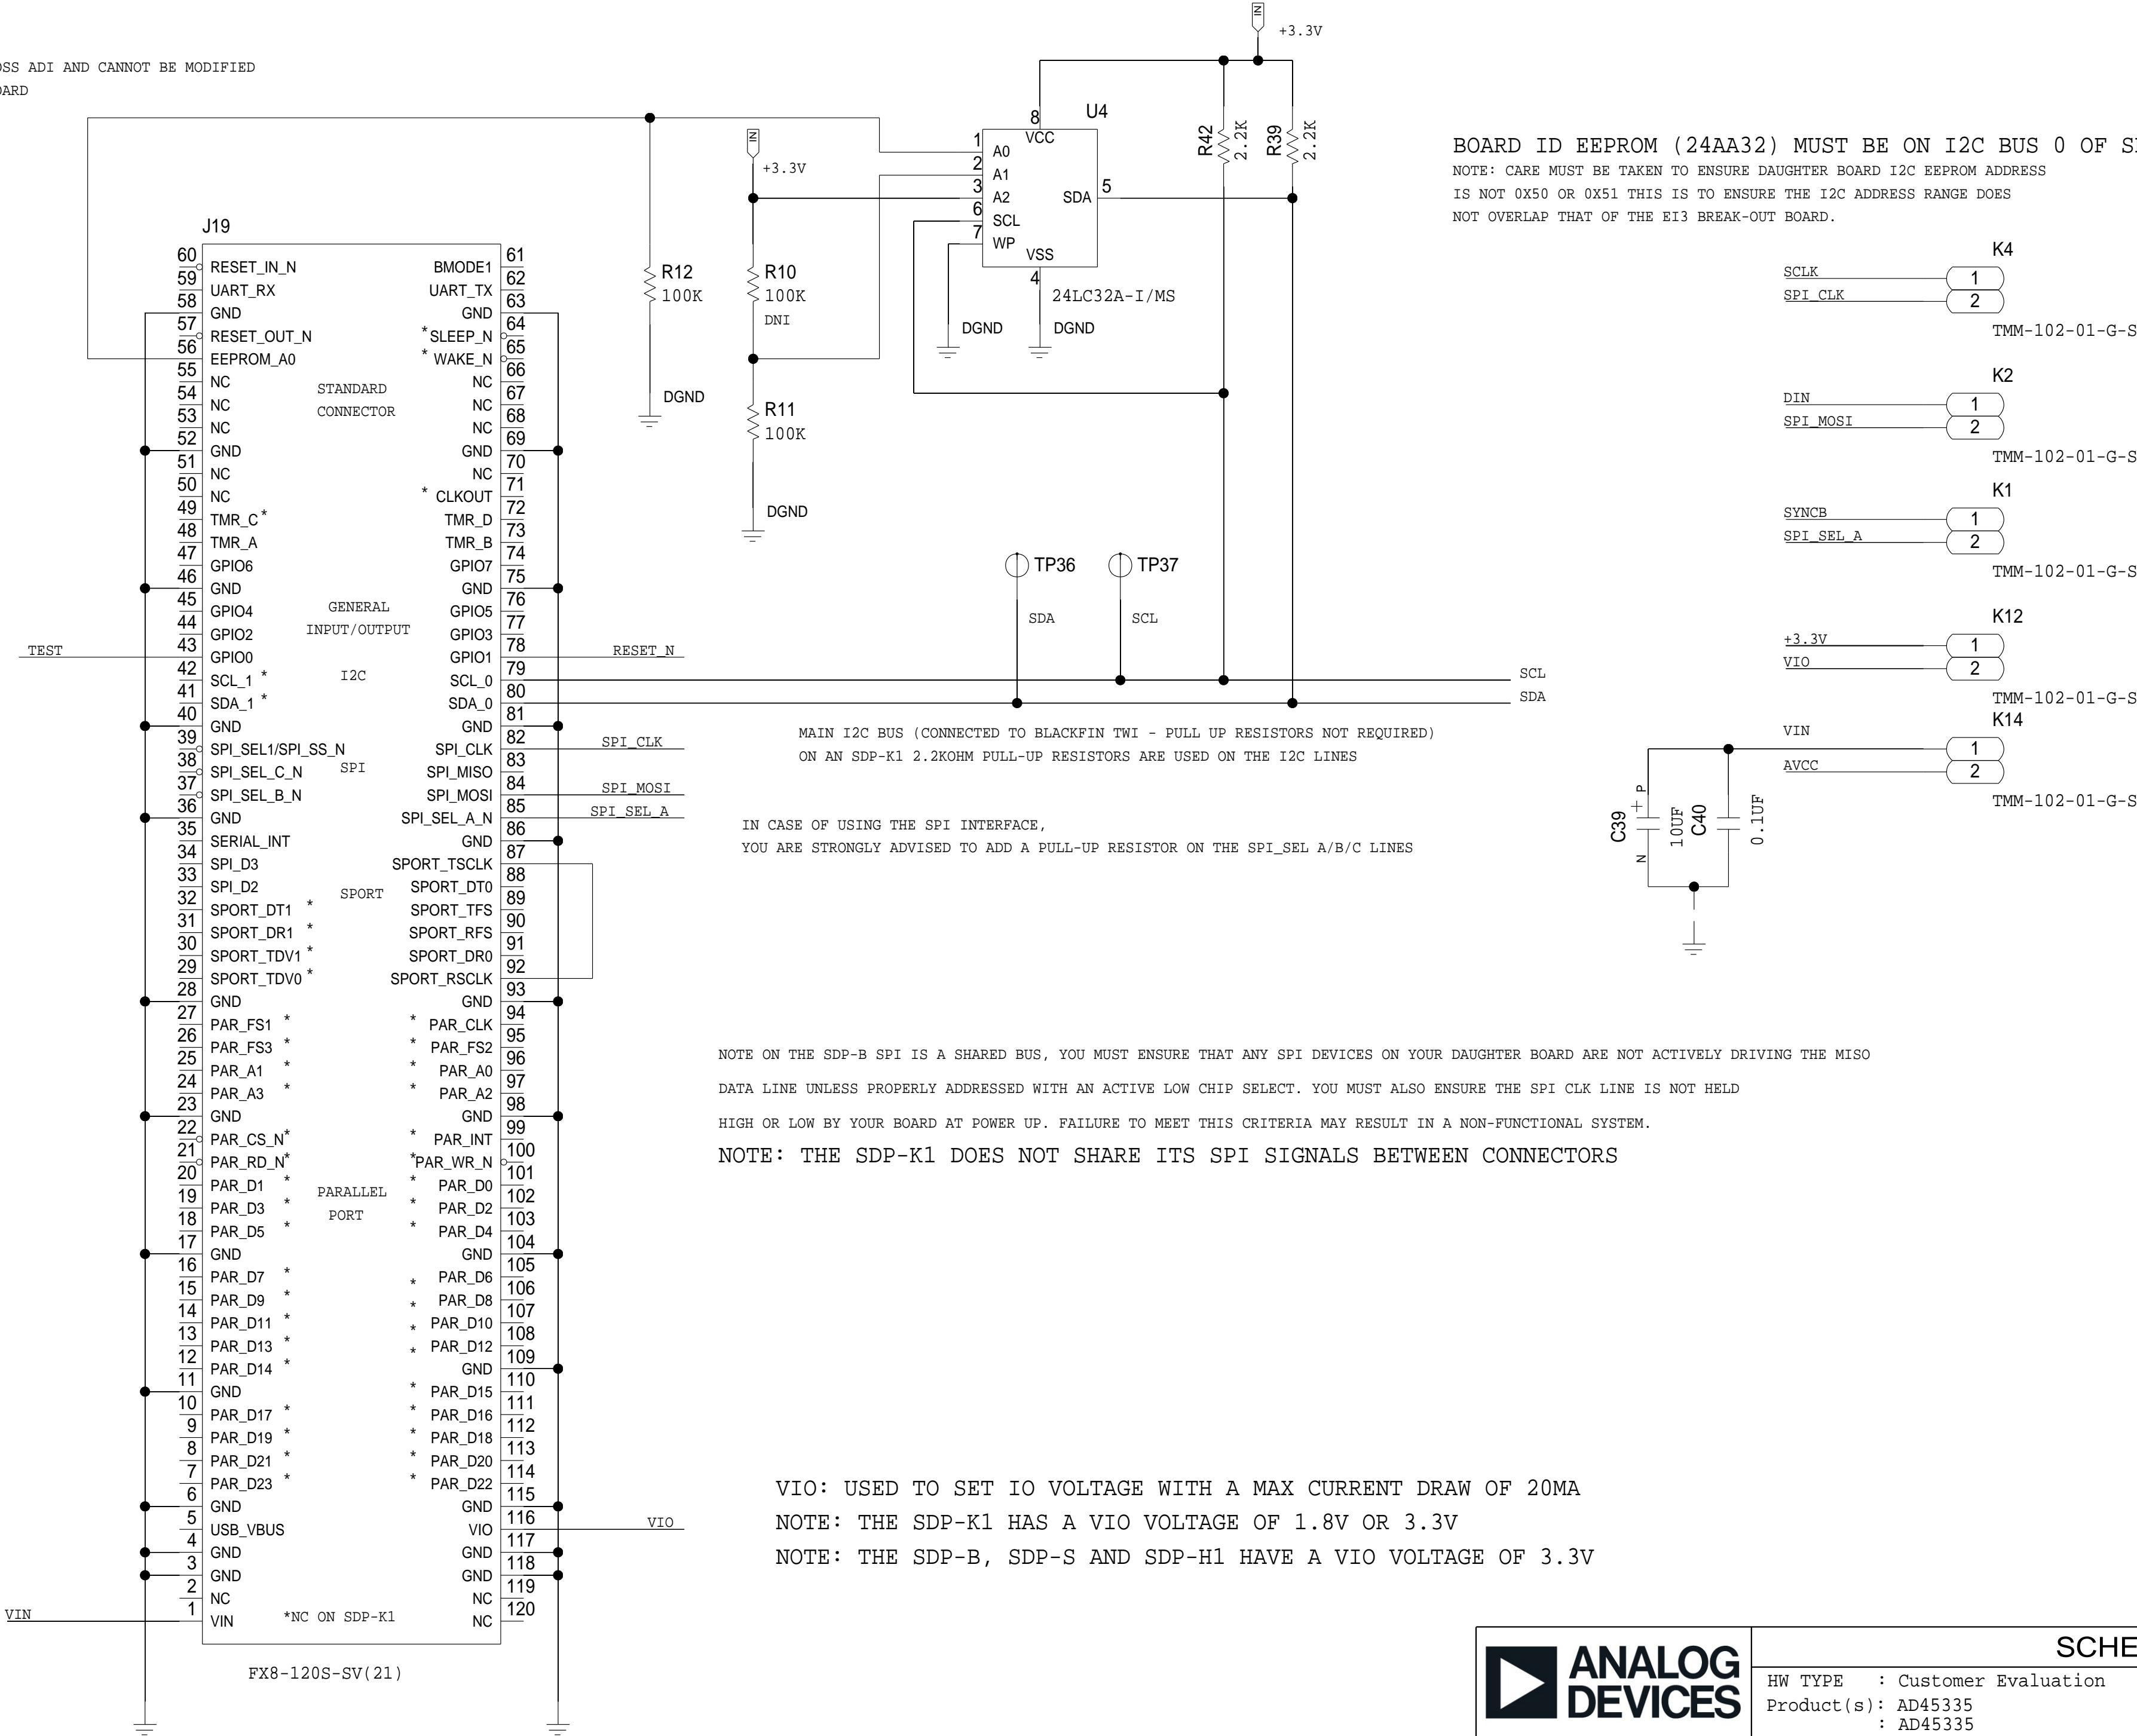 OSS ADI AND CANNOT BE MODIFIED
OARD
IN
+3.3V
U4
8
VCC
1
A0
2
A1
3
A2
SDA
5
6
SCL
7
WP
VSS
4
24LC32A-I/MS
DGND
DGND
R42
2.2K
R39
2.2K
IN
+3.3V
R12
100K
DGND
R10
100K
DNI
R11
100K
DGND
BOARD ID EEPROM (24AA32) MUST BE ON I2C BUS 0 OF
NOTE: CARE MUST BE TAKEN TO ENSURE DAUGHTER BOARD I2C EEPROM ADDRESS
IS NOT 0X50 OR 0X51 THIS IS TO ENSURE THE I2C ADDRESS RANGE DOES
NOT OVERLAP THAT OF THE EI3 BREAK-OUT BOARD.
K4
SCLK
1
SPI_CLK
2
TMM-102-01-G-S
K2
DIN
1
SPI_MOSI
2
TMM-102-01-G-S
K1
SYNCB
1
SPI_SEL_A
2
TMM-102-01-G-S
K12
+3.3V
1
VIO
2
TMM-102-01-G-S
K14
VIN
1
AVCC
2
TMM-102-01-G-S
C39
+ P
N
10UF
C40
0.1UF
J19
60 RESET_IN_N BMODE1 61
59 UART_RX UART_TX 62
58 GND GND 63
57 RESET_OUT_N *SLEEP_N 64
56 EEPROM_A0 * WAKE_N 65
55 NC NC 66
54 NC STANDARD NC 67
53 NC CONNECTOR NC 68
52 GND GND 69
51 NC NC 70
50 NC * CLKOUT 71
49 TMR_C* TMR_D 72
48 TMR_A TMR_B 73
47 GPIO6 GPIO7 74
46 GND GND 75
45 GPIO4 GENERAL GPIO5 76
44 GPIO2 INPUT/OUTPUT GPIO3 77
TEST 43 GPIO0 GPIO1 78 RESET_N
42 SCL_1 * I2C SCL_0 79 SCL
41 SDA_1 * SDA_0 80 SDA
40 GND GND 81
39 SPI_SEL1/SPI_SS_N SPI_CLK 82 SPI_CLK
38 SPI_SEL_C_N SPI SPI_MISO 83
37 SPI_SEL_B_N SPI_MOSI 84 SPI_MOSI
36 GND SPI_SEL_A_N 85 SPI_SEL_A
35 SERIAL_INT GND 86
34 SPI_D3 SPORT_TSCLK 87
33 SPI_D2 SPORT SPORT_DT0 88
32 SPORT_DT1 * SPORT_TFS 89
31 SPORT_DR1 * SPORT_RFS 90
30 SPORT_TDV1 * SPORT_DR0 91
29 SPORT_TDV0 * SPORT_RSCLK 92
28 GND GND 93
27 PAR_FS1 * * PAR_CLK 94
26 PAR_FS3 * * PAR_FS2 95
25 PAR_A1 * * PAR_A0 96
24 PAR_A3 * * PAR_A2 97
23 GND GND 98
22 PAR_CS_N* * PAR_INT 99
21 PAR_RD_N* *PAR_WR_N 100
20 PAR_D1 * PARALLEL * PAR_D0 101
19 PAR_D3 * PORT * PAR_D2 102
18 PAR_D5 * * PAR_D4 103
17 GND GND 104
16 PAR_D7 * * PAR_D6 105
15 PAR_D9 * * PAR_D8 106
14 PAR_D11 * * PAR_D10 107
13 PAR_D13 * * PAR_D12 108
12 PAR_D14 * GND 109
11 GND * PAR_D15 110
10 PAR_D17 * * PAR_D16 111
9 PAR_D19 * * PAR_D18 112
8 PAR_D21 * * PAR_D20 113
7 PAR_D23 * * PAR_D22 114
6 GND GND 115
5 USB_VBUS VIO 116 VIO
4 GND GND 117
3 GND GND 118
2 NC NC 119
VIN 1 VIN *NC ON SDP-K1 NC 120
FX8-120S-SV(21)
TP36
SDA
TP37
SCL
MAIN I2C BUS (CONNECTED TO BLACKFIN TWI - PULL UP RESISTORS NOT REQUIRED)
ON AN SDP-K1 2.2KOHM PULL-UP RESISTORS ARE USED ON THE I2C LINES
IN CASE OF USING THE SPI INTERFACE,
YOU ARE STRONGLY ADVISED TO ADD A PULL-UP RESISTOR ON THE SPI_SEL A/B/C LINES
NOTE ON THE SDP-B SPI IS A SHARED BUS, YOU MUST ENSURE THAT ANY SPI DEVICES ON YOUR DAUGHTER BOARD ARE NOT ACTIVELY DRIVING THE MISO
DATA LINE UNLESS PROPERLY ADDRESSED WITH AN ACTIVE LOW CHIP SELECT. YOU MUST ALSO ENSURE THE SPI CLK LINE IS NOT HELD
HIGH OR LOW BY YOUR BOARD AT POWER UP. FAILURE TO MEET THIS CRITERIA MAY RESULT IN A NON-FUNCTIONAL SYSTEM.
NOTE: THE SDP-K1 DOES NOT SHARE ITS SPI SIGNALS BETWEEN CONNECTORS
VIO: USED TO SET IO VOLTAGE WITH A MAX CURRENT DRAW OF 20MA
NOTE: THE SDP-K1 HAS A VIO VOLTAGE OF 1.8V OR 3.3V
NOTE: THE SDP-B, SDP-S AND SDP-H1 HAVE A VIO VOLTAGE OF 3.3V
ANALOG
DEVICES
SCHE
HW TYPE : Customer Evaluation
Product(s): AD45335
: AD45335